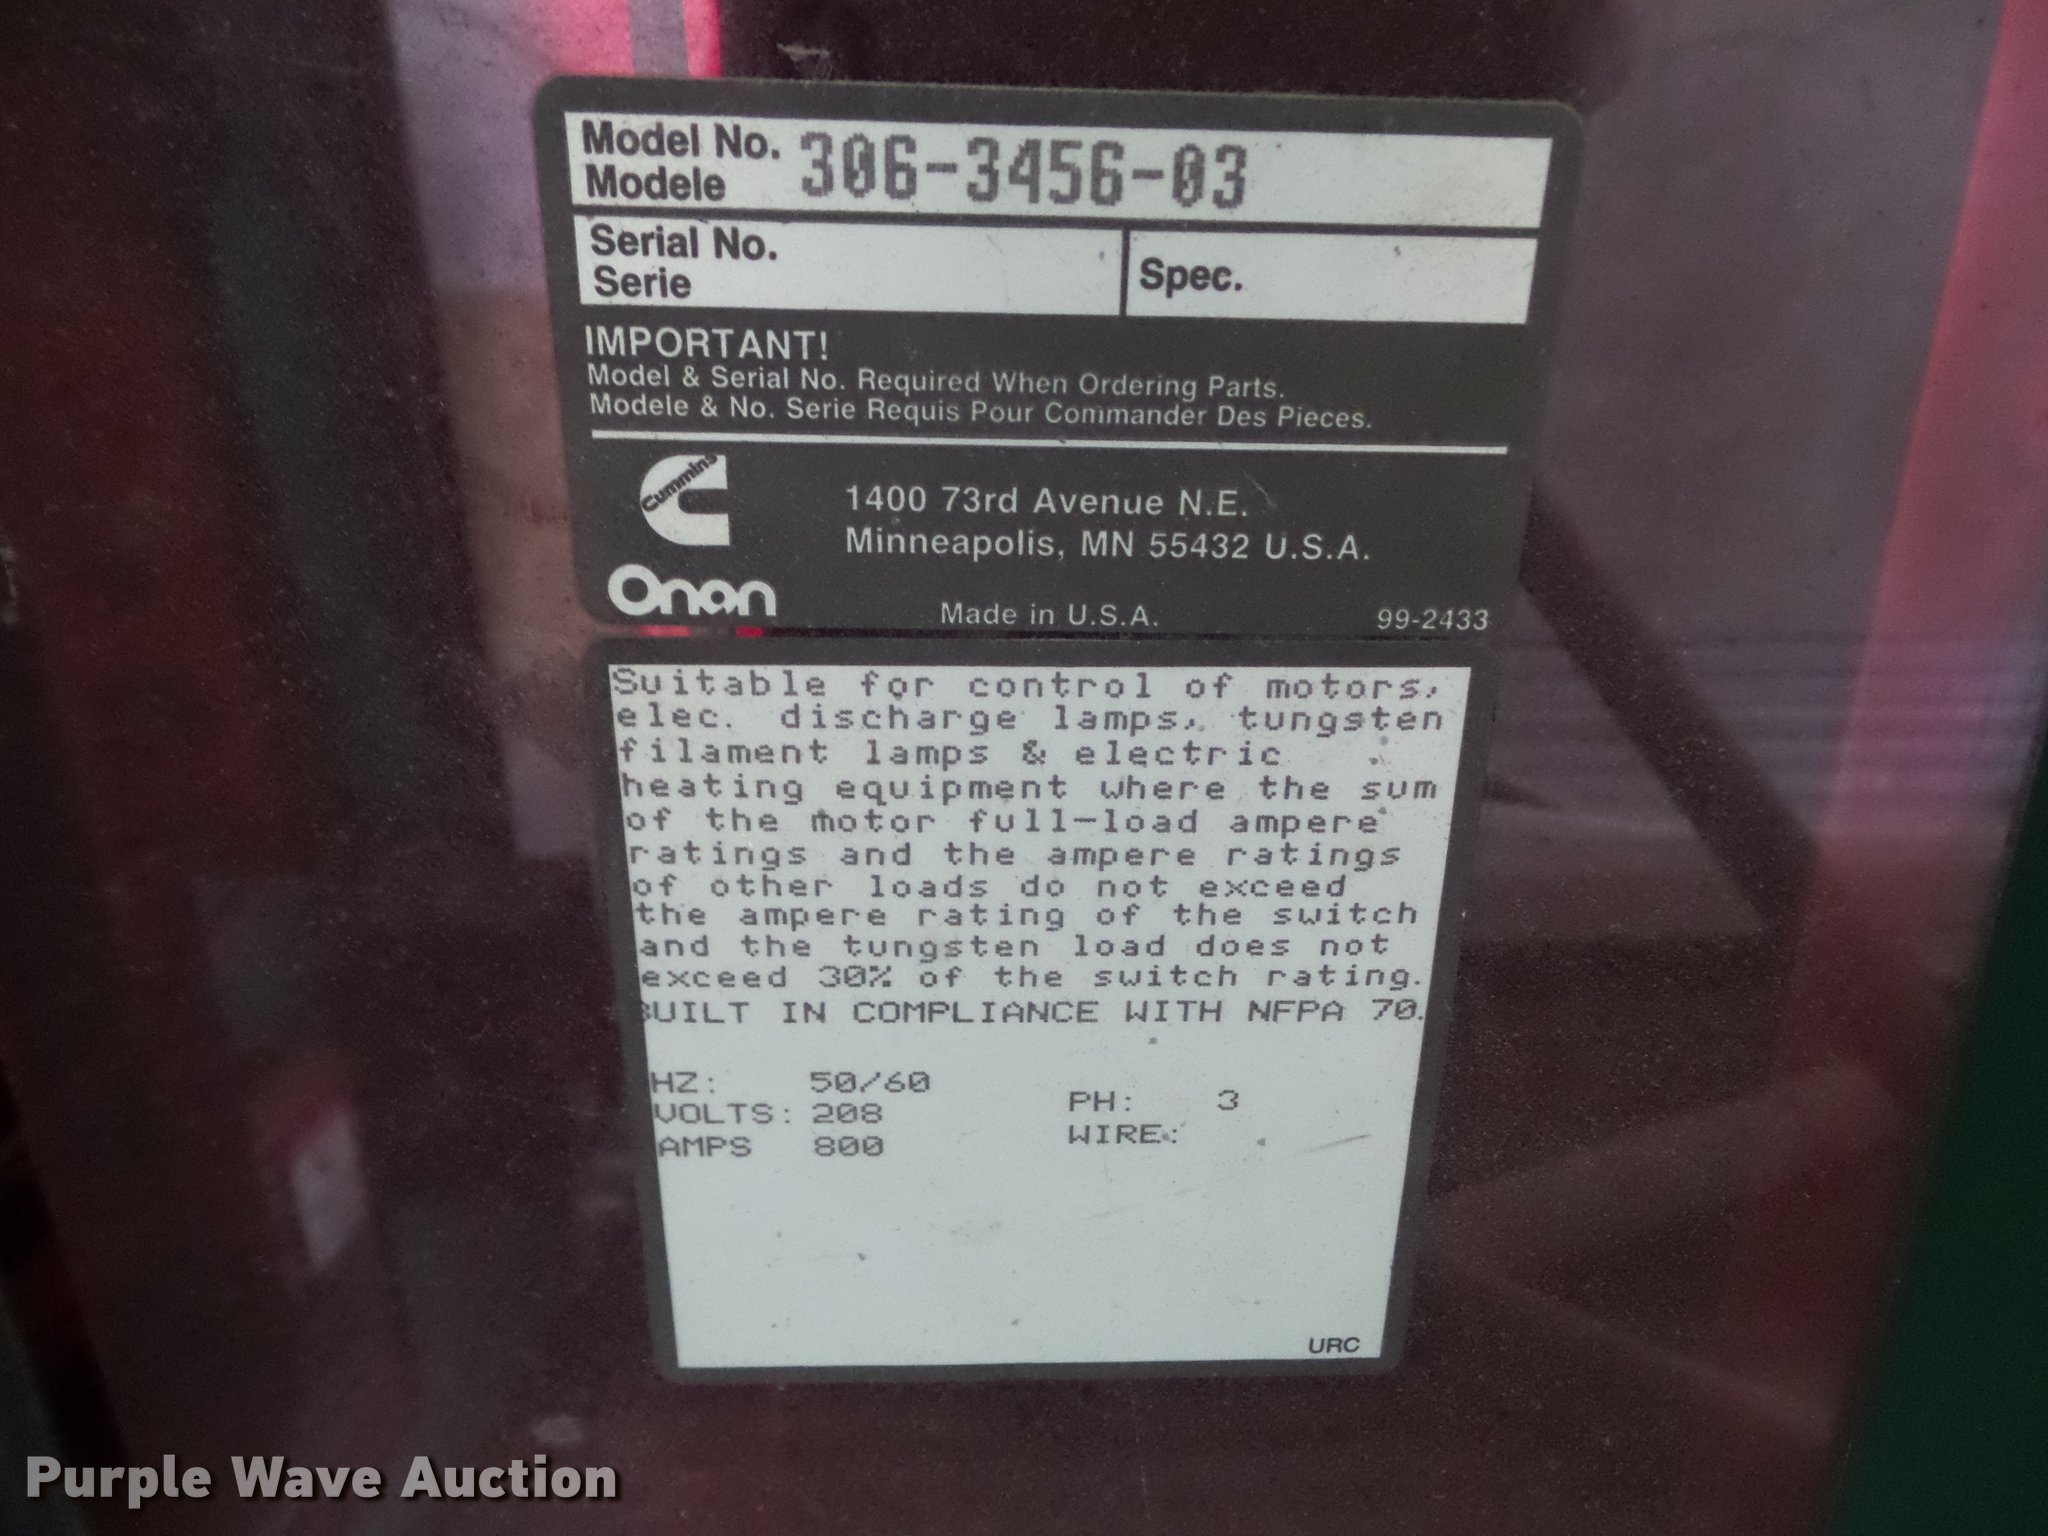 Model No. 306-3456-03
Modele
Serial No.
Serie
Spec.
IMPORTANT!
Model & Serial No. Required When Ordering Parts.
Modele & No. Serie Requis Pour Commander Des Pieces.
Cummins
Onan
1400 73rd Avenue N.E.
Minneapolis, MN 55432 U.S.A.
Made in U.S.A.
99-2433
Suitable for control of motors,
elec. discharge lamps, tungsten
filament lamps & electric
heating equipment where the sum
of the motor full-load ampere
ratings and the ampere ratings
of other loads do not exceed
the ampere rating of the switch
and the tungsten load does not
exceed 30% of the switch rating.
BUILT IN COMPLIANCE WITH NFPA 70.
HZ: 50/60
VOLTS: 208
AMPS 800
PH: 3
WIRE:
URC
Purple Wave Auction